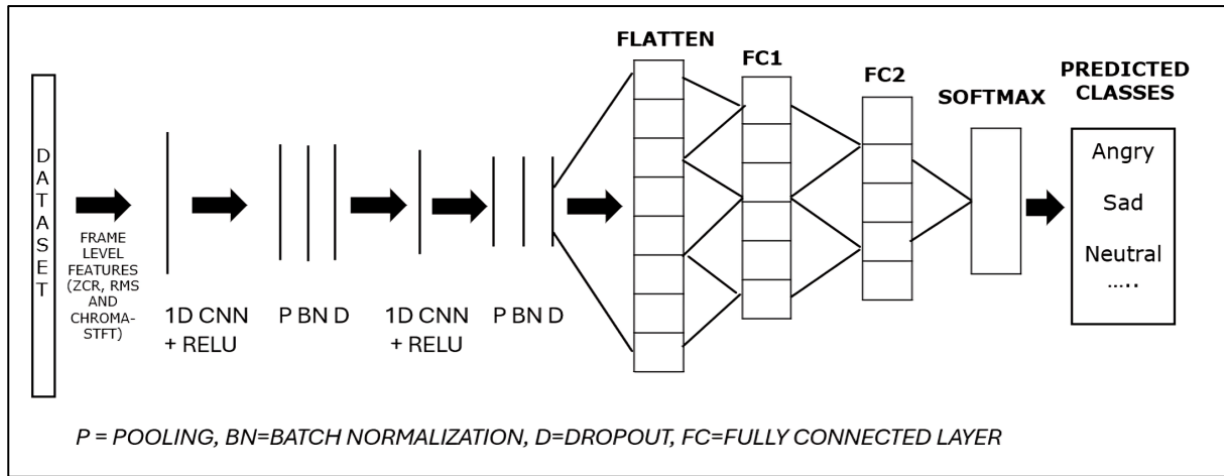 DATASET
FRAME
LEVEL
FEATURES
(ZCR, RMS
AND
CHROMA-
STFT)
1D CNN
+ RELU
P BN D
1D CNN
+ RELU
P BN D
FLATTEN
FC1
FC2
SOFTMAX
PREDICTED
CLASSES
Angry
Sad
Neutral
.....
P = POOLING, BN=BATCH NORMALIZATION, D=DROPOUT, FC=FULLY CONNECTED LAYER